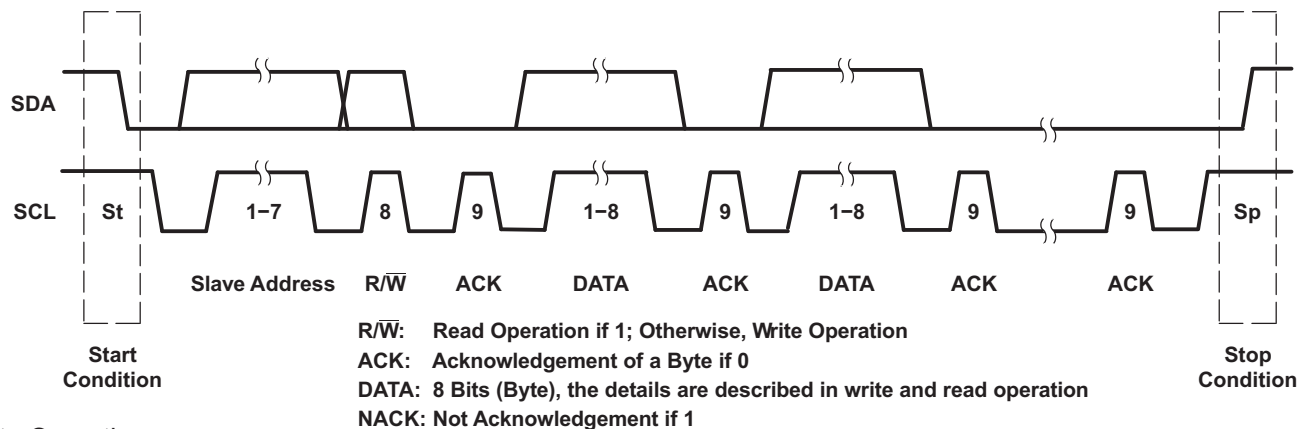 SDA
SCL St 1–7 8 9 1–8 9 1–8 9 9 Sp
Slave Address R/W̅ ACK DATA ACK DATA ACK ACK
Start
Condition
Stop
Condition
R/W̅: Read Operation if 1; Otherwise, Write Operation
ACK: Acknowledgement of a Byte if 0
DATA: 8 Bits (Byte), the details are described in write and read operation
NACK: Not Acknowledgement if 1